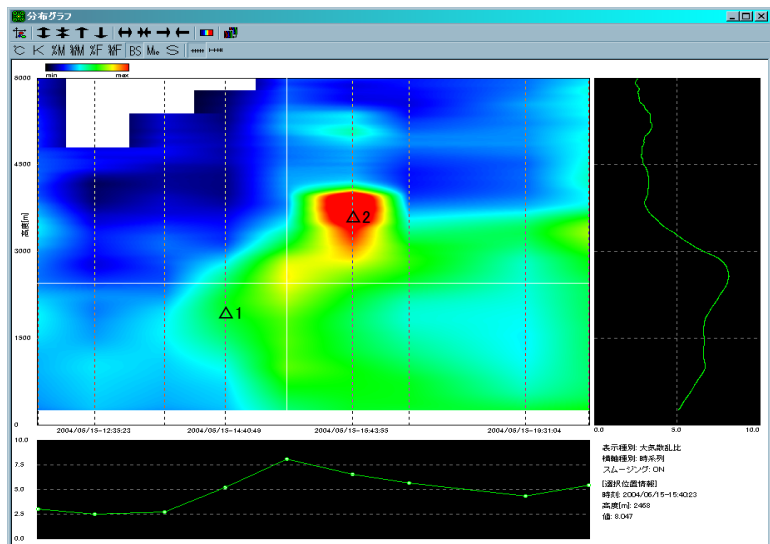 分布グラフ
℃ K %M %M %F %F BS Mie S
min max
6000
4500
3000
1500
0
高度[m]
△1
△2
2004/06/15-12:35:23 2004/06/15-14:40:49 2004/06/15-16:43:55 2004/06/15-19:31:04
0.0 5.0 10.0
10.0
7.5
5.0
2.5
0.0
表示種別: 大気散乱比
横軸種別: 時系列
スムージング: ON
[選択位置情報]
時刻: 2004/06/15-15:40:23
高度[m]: 2468
値: 8.047